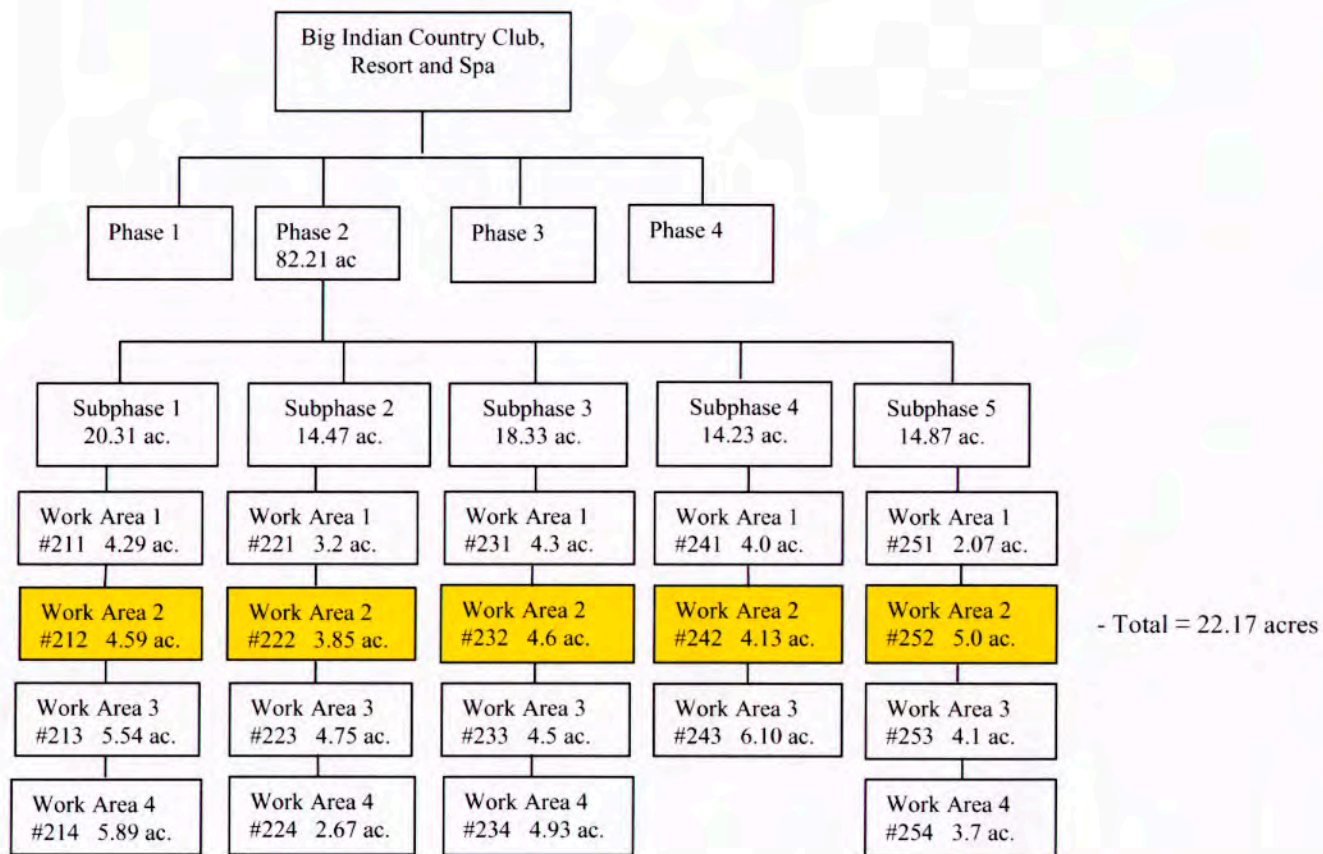 Big Indian Country Club,
Resort and Spa
Phase 1
Phase 2
82.21 ac
Phase 3
Phase 4
Subphase 1
20.31 ac.
Subphase 2
14.47 ac.
Subphase 3
18.33 ac.
Subphase 4
14.23 ac.
Subphase 5
14.87 ac.
Work Area 1
#211 4.29 ac.
Work Area 1
#221 3.2 ac.
Work Area 1
#231 4.3 ac.
Work Area 1
#241 4.0 ac.
Work Area 1
#251 2.07 ac.
Work Area 2
#212 4.59 ac.
Work Area 2
#222 3.85 ac.
Work Area 2
#232 4.6 ac.
Work Area 2
#242 4.13 ac.
Work Area 2
#252 5.0 ac.
- Total = 22.17 acres
Work Area 3
#213 5.54 ac.
Work Area 3
#223 4.75 ac.
Work Area 3
#233 4.5 ac.
Work Area 3
#243 6.10 ac.
Work Area 3
#253 4.1 ac.
Work Area 4
#214 5.89 ac.
Work Area 4
#224 2.67 ac.
Work Area 4
#234 4.93 ac.
Work Area 4
#254 3.7 ac.